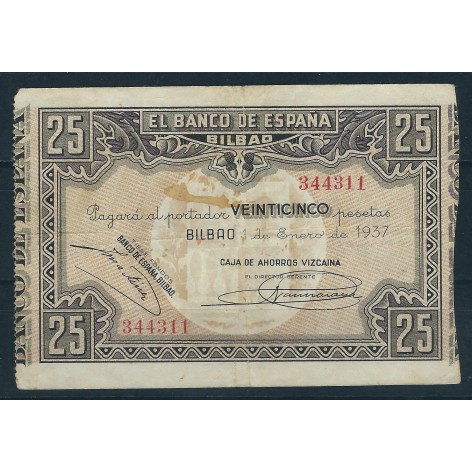 EL BANCO DE ESPAÑA
BILBAO
25 25
344311
Pagará al portador VEINTICINCO pesetas
BILBAO 1 de Enero de 1937
CAJA DE AHORROS VIZCAINA
EL DIRECTOR GERENTE
BANCO DE ESPAÑA, BILBAO
344311
25 25
BANCO DE ESPAÑA